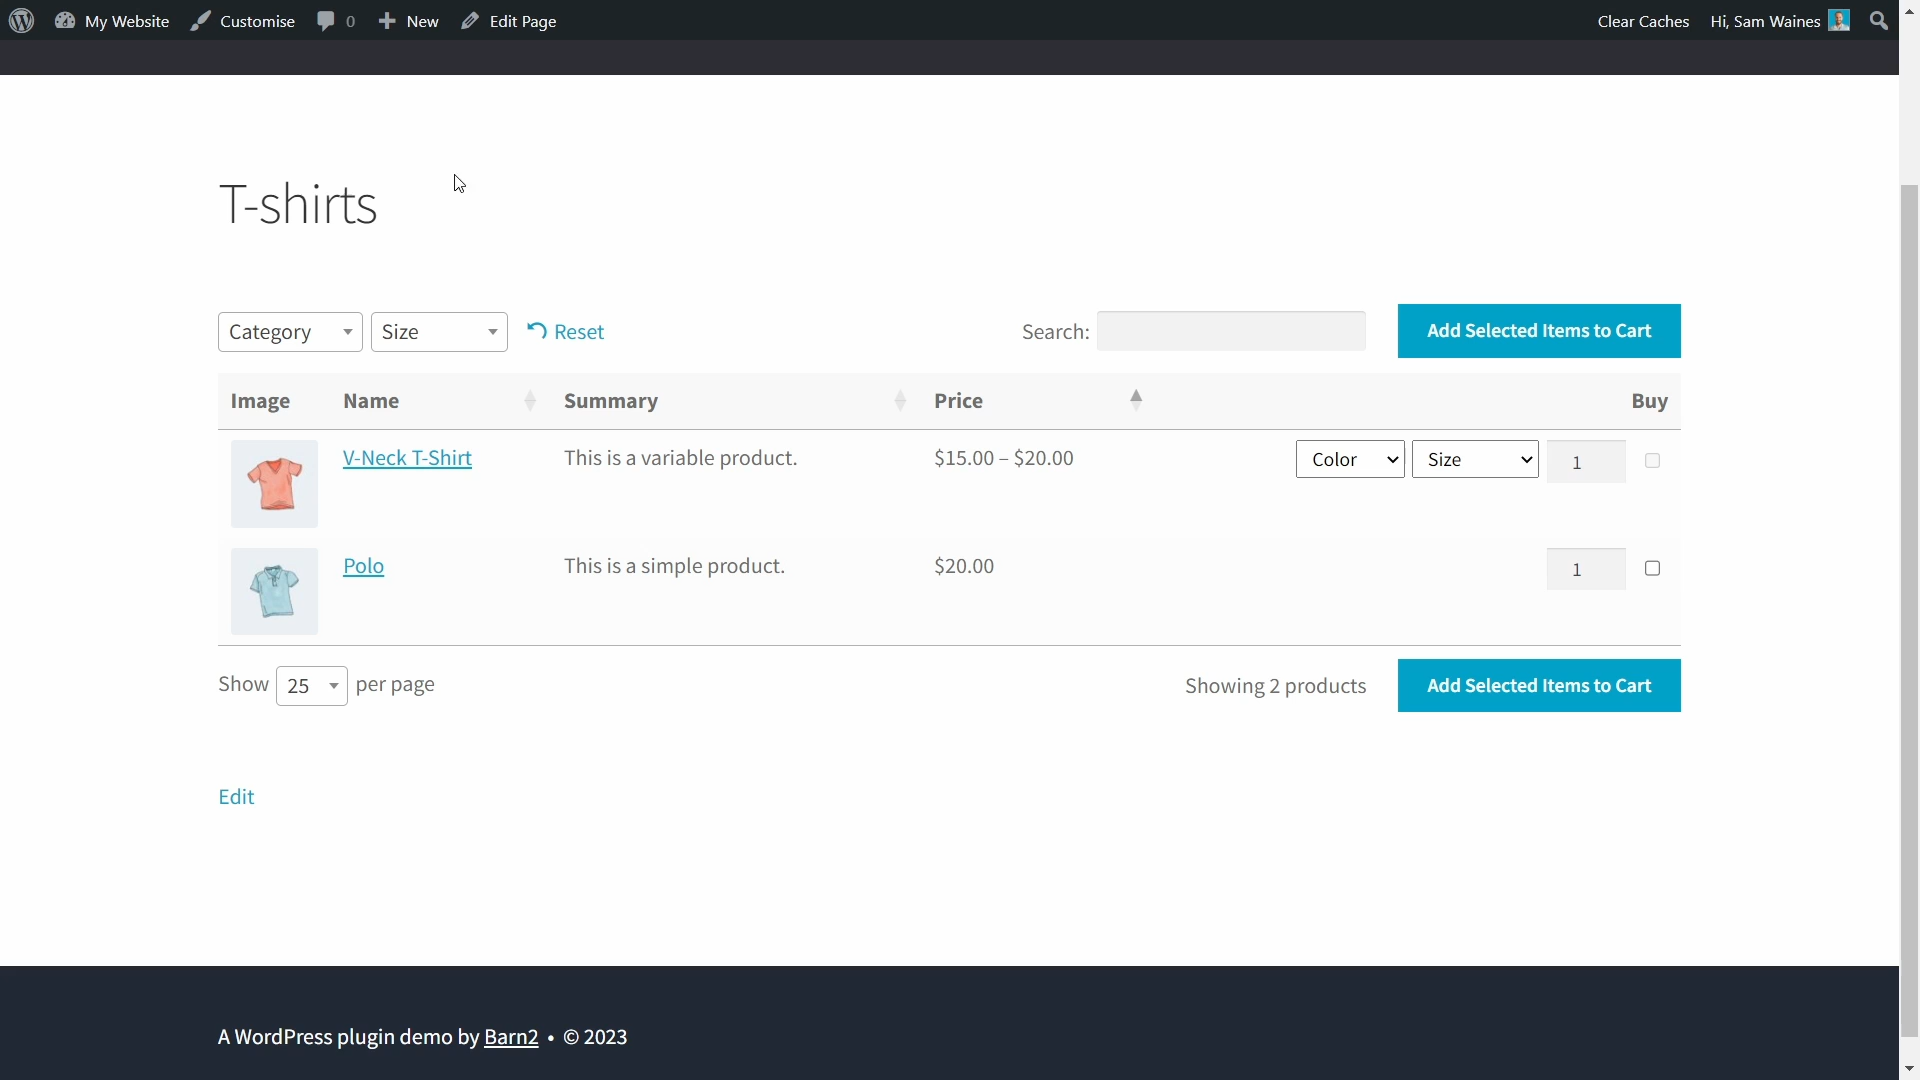 My Website Customise 0 New Edit Page Clear Caches Hi, Sam Waines
T-shirts
Category Size Reset Search: Add Selected Items to Cart
Image Name Summary Price Buy
V-Neck T-Shirt This is a variable product. $15.00 – $20.00 Color Size 1
Polo This is a simple product. $20.00 1
Show 25 per page Showing 2 products Add Selected Items to Cart
Edit
A WordPress plugin demo by Barn2 • © 2023